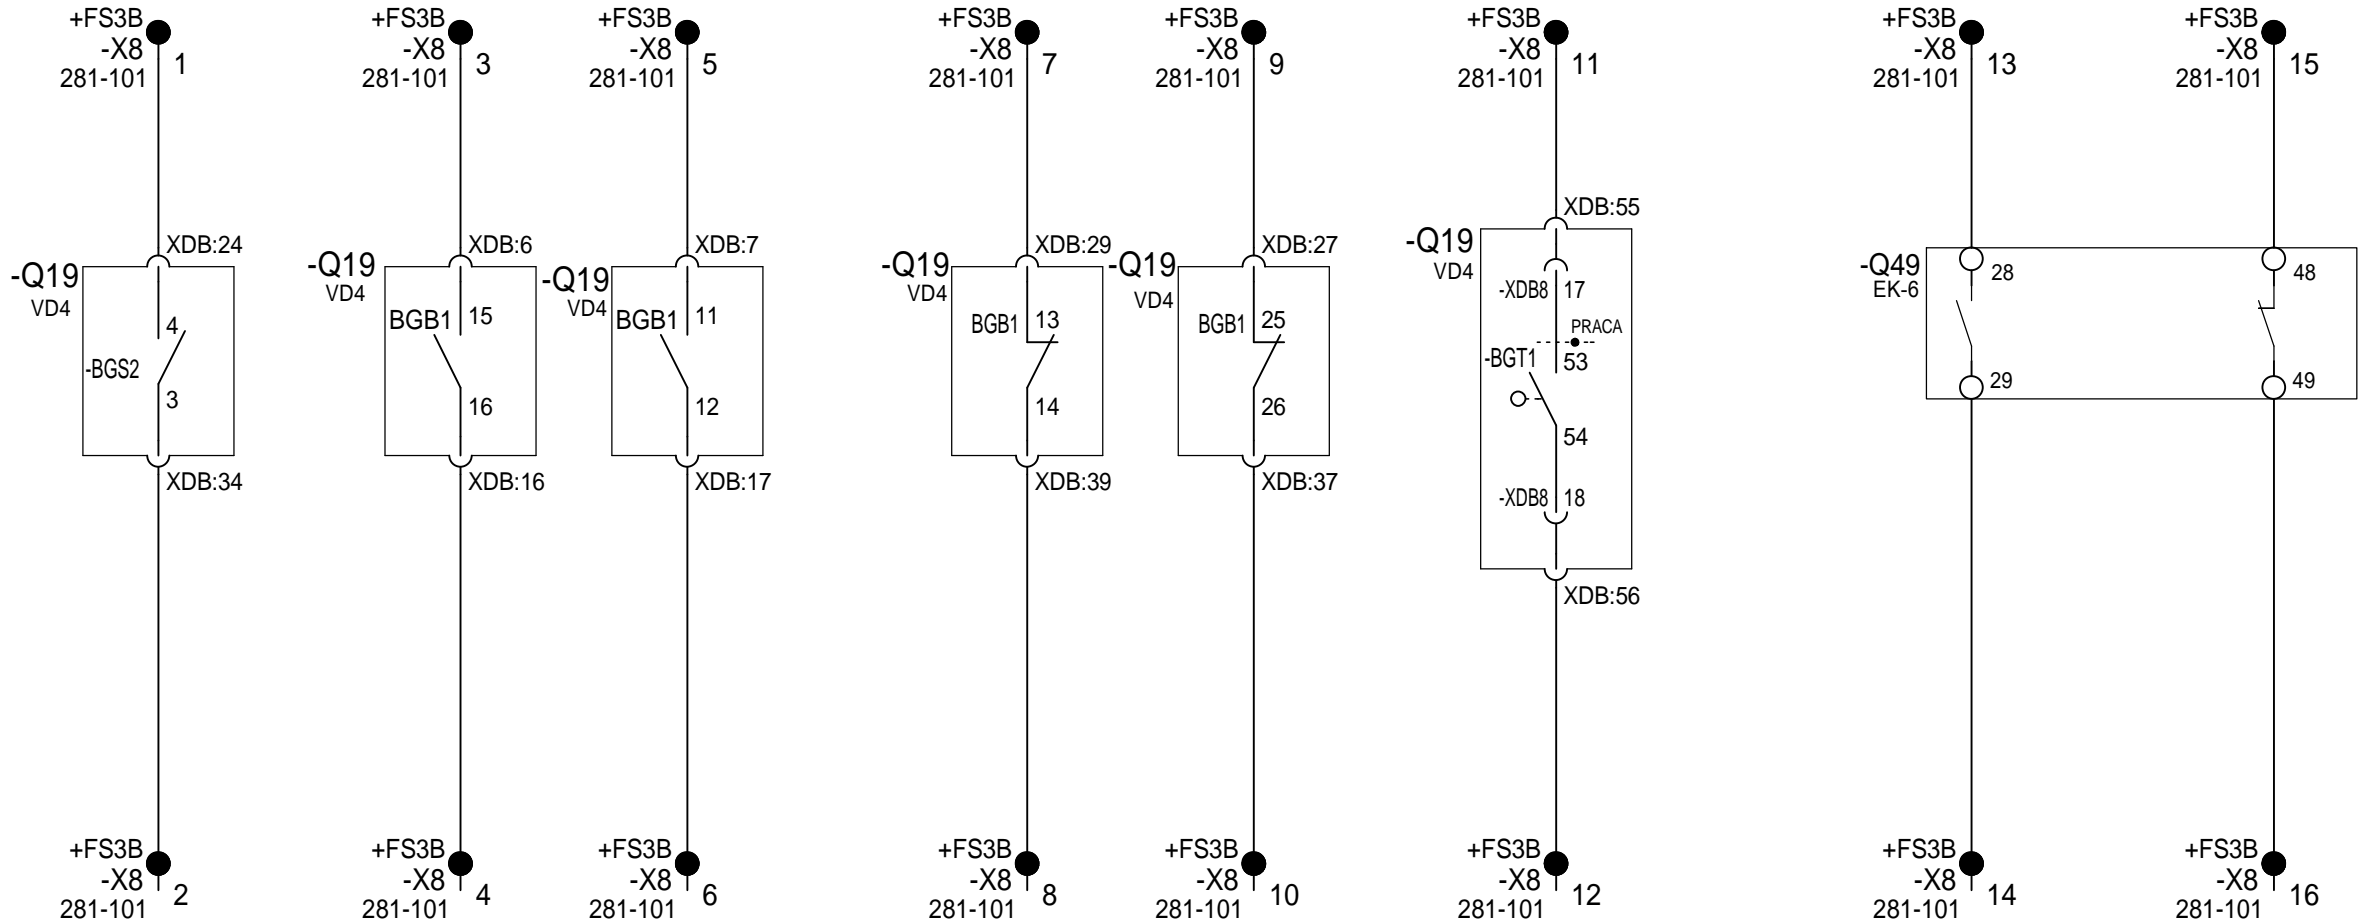 +FS3B
-X8
281-101
1
+FS3B
-X8
281-101
3
+FS3B
-X8
281-101
5
+FS3B
-X8
281-101
7
+FS3B
-X8
281-101
9
+FS3B
-X8
281-101
11
+FS3B
-X8
281-101
13
+FS3B
-X8
281-101
15
XDB:24
-Q19
VD4
4
-BGS2
3
XDB:34
XDB:6
-Q19
VD4
BGB1
15
16
XDB:16
XDB:7
-Q19
VD4
BGB1
11
12
XDB:17
XDB:29
-Q19
VD4
BGB1
13
14
XDB:39
XDB:27
-Q19
VD4
BGB1
25
26
XDB:37
XDB:55
-Q19
VD4
-XDB8
17
PRACA
-BGT1
53
54
-XDB8
18
XDB:56
-Q49
EK-6
28
29
48
49
+FS3B
-X8
281-101
2
+FS3B
-X8
281-101
4
+FS3B
-X8
281-101
6
+FS3B
-X8
281-101
8
+FS3B
-X8
281-101
10
+FS3B
-X8
281-101
12
+FS3B
-X8
281-101
14
+FS3B
-X8
281-101
16